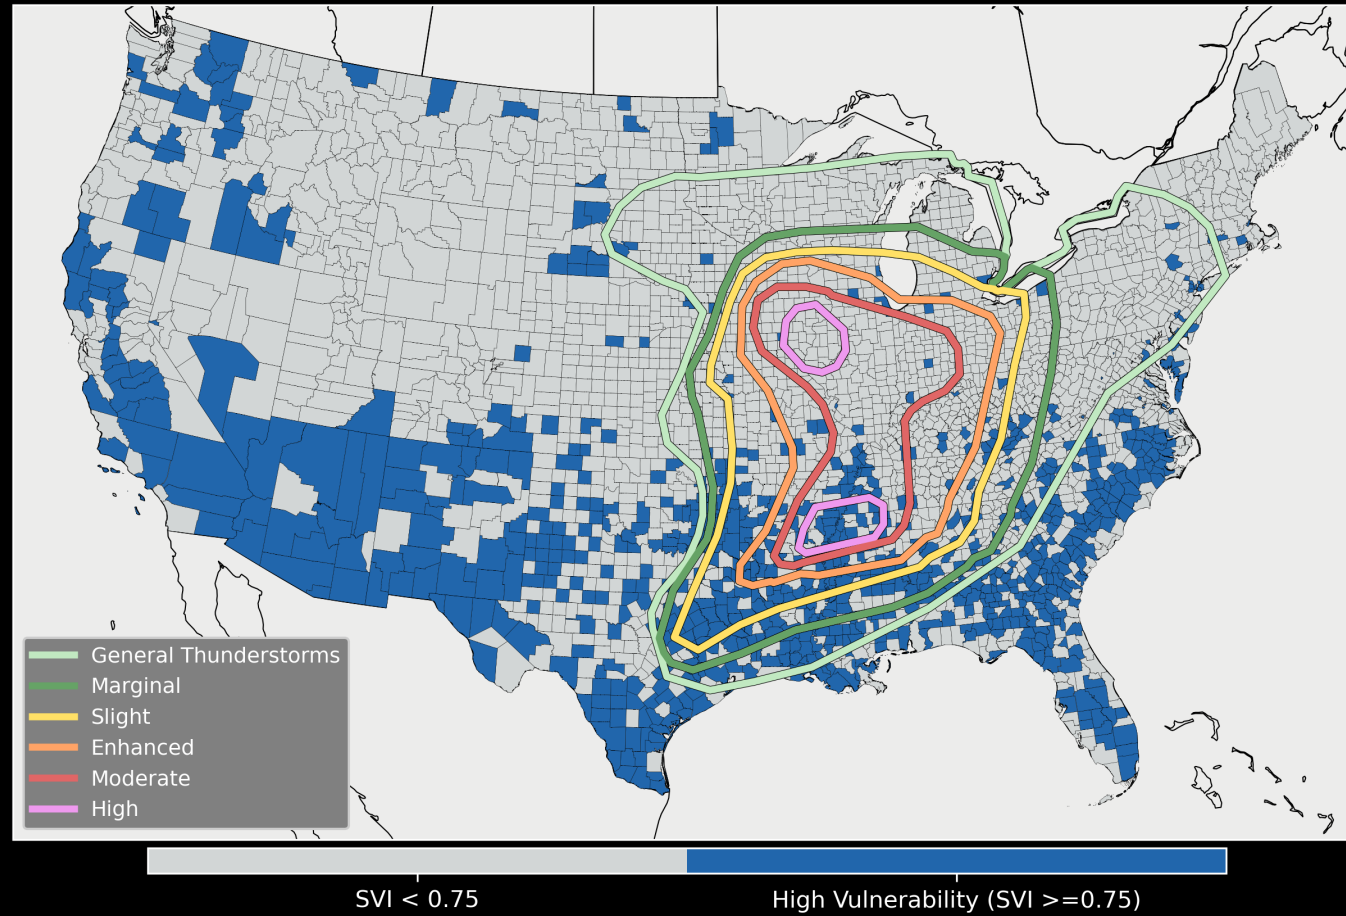 General Thunderstorms
Marginal
Slight
Enhanced
Moderate
High
SVI < 0.75
High Vulnerability (SVI >=0.75)